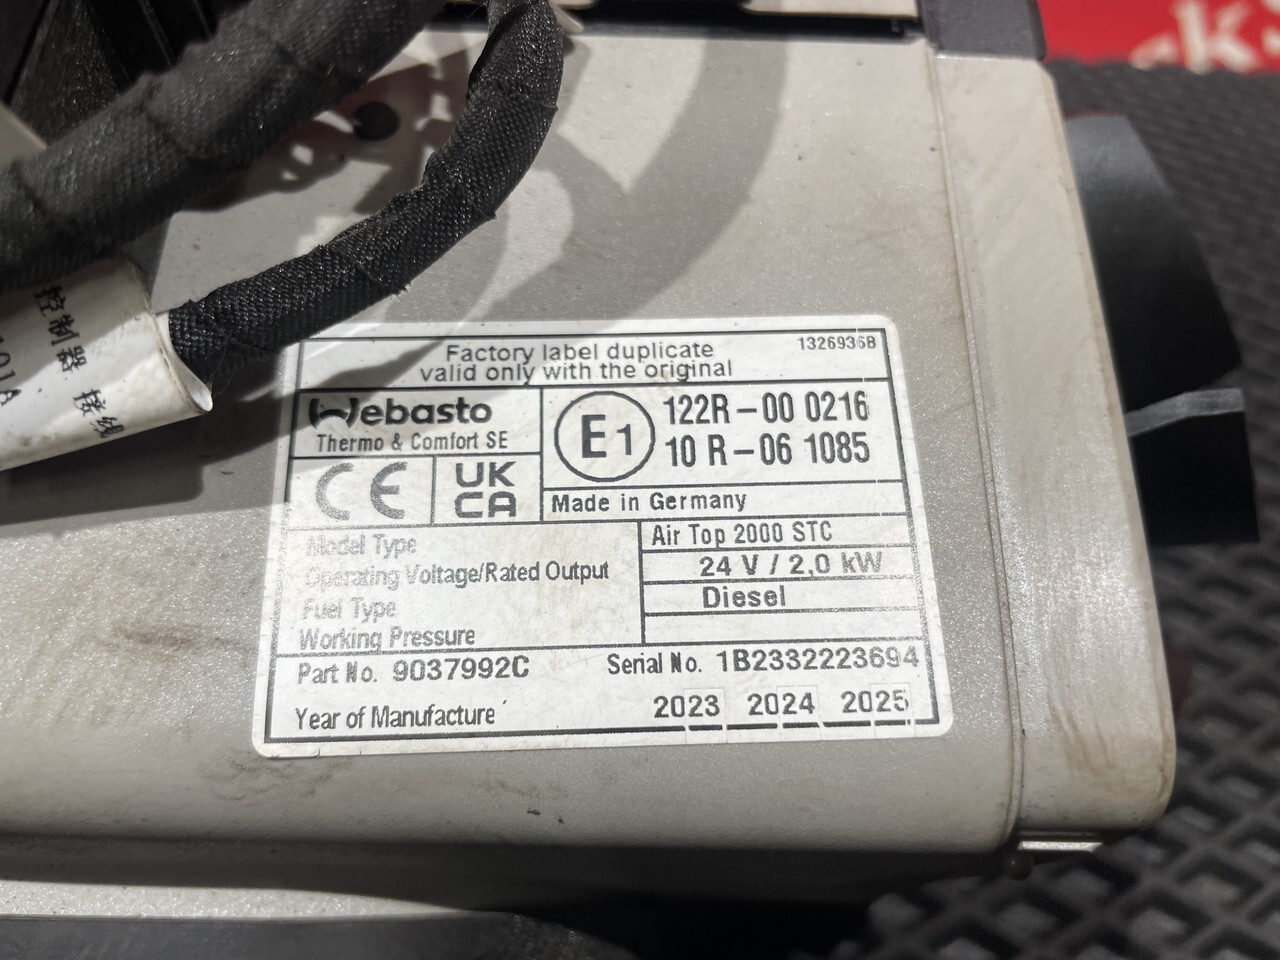 ks
控制器 接线
101A
Factory label duplicate
valid only with the original
1326936B
Webasto
Thermo & Comfort SE
E1
122R-00 0216
10 R-06 1085
CE
UK
CA
Made in Germany
Model Type
Air Top 2000 STC
Operating Voltage/Rated Output
24 V / 2,0 kW
Fuel Type
Diesel
Working Pressure
Part No. 9037992C
Serial No. 1B2332223694
Year of Manufacture
2023 2024 2025